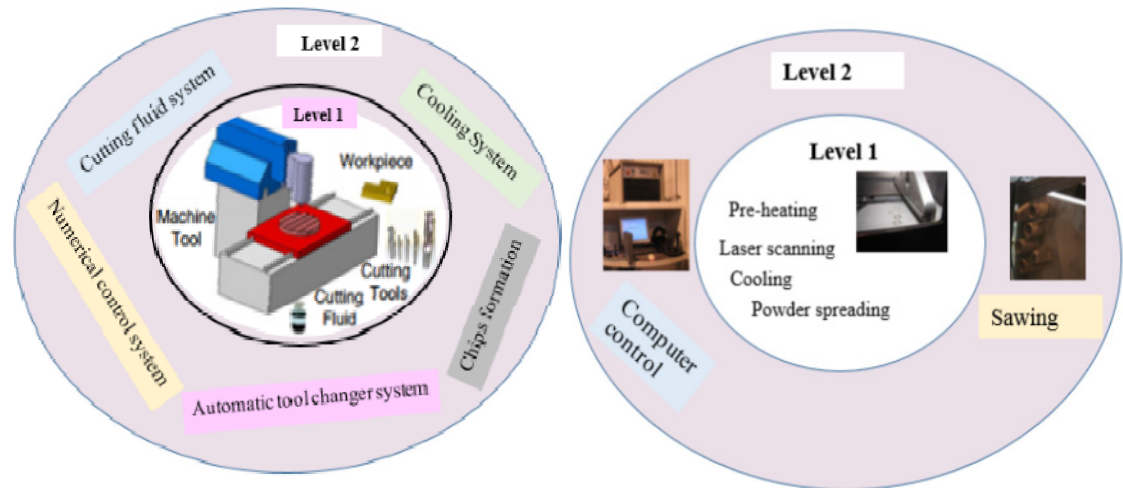 Level 2
Cutting fluid system
Cooling System
Level 1
Workpiece
Machine
Tool
Cutting
Tools
Cutting
Fluid
Numerical control system
Chips formation
Automatic tool changer system
Level 2
Level 1
Pre-heating
Laser scanning
Cooling
Powder spreading
Computer
control
Sawing